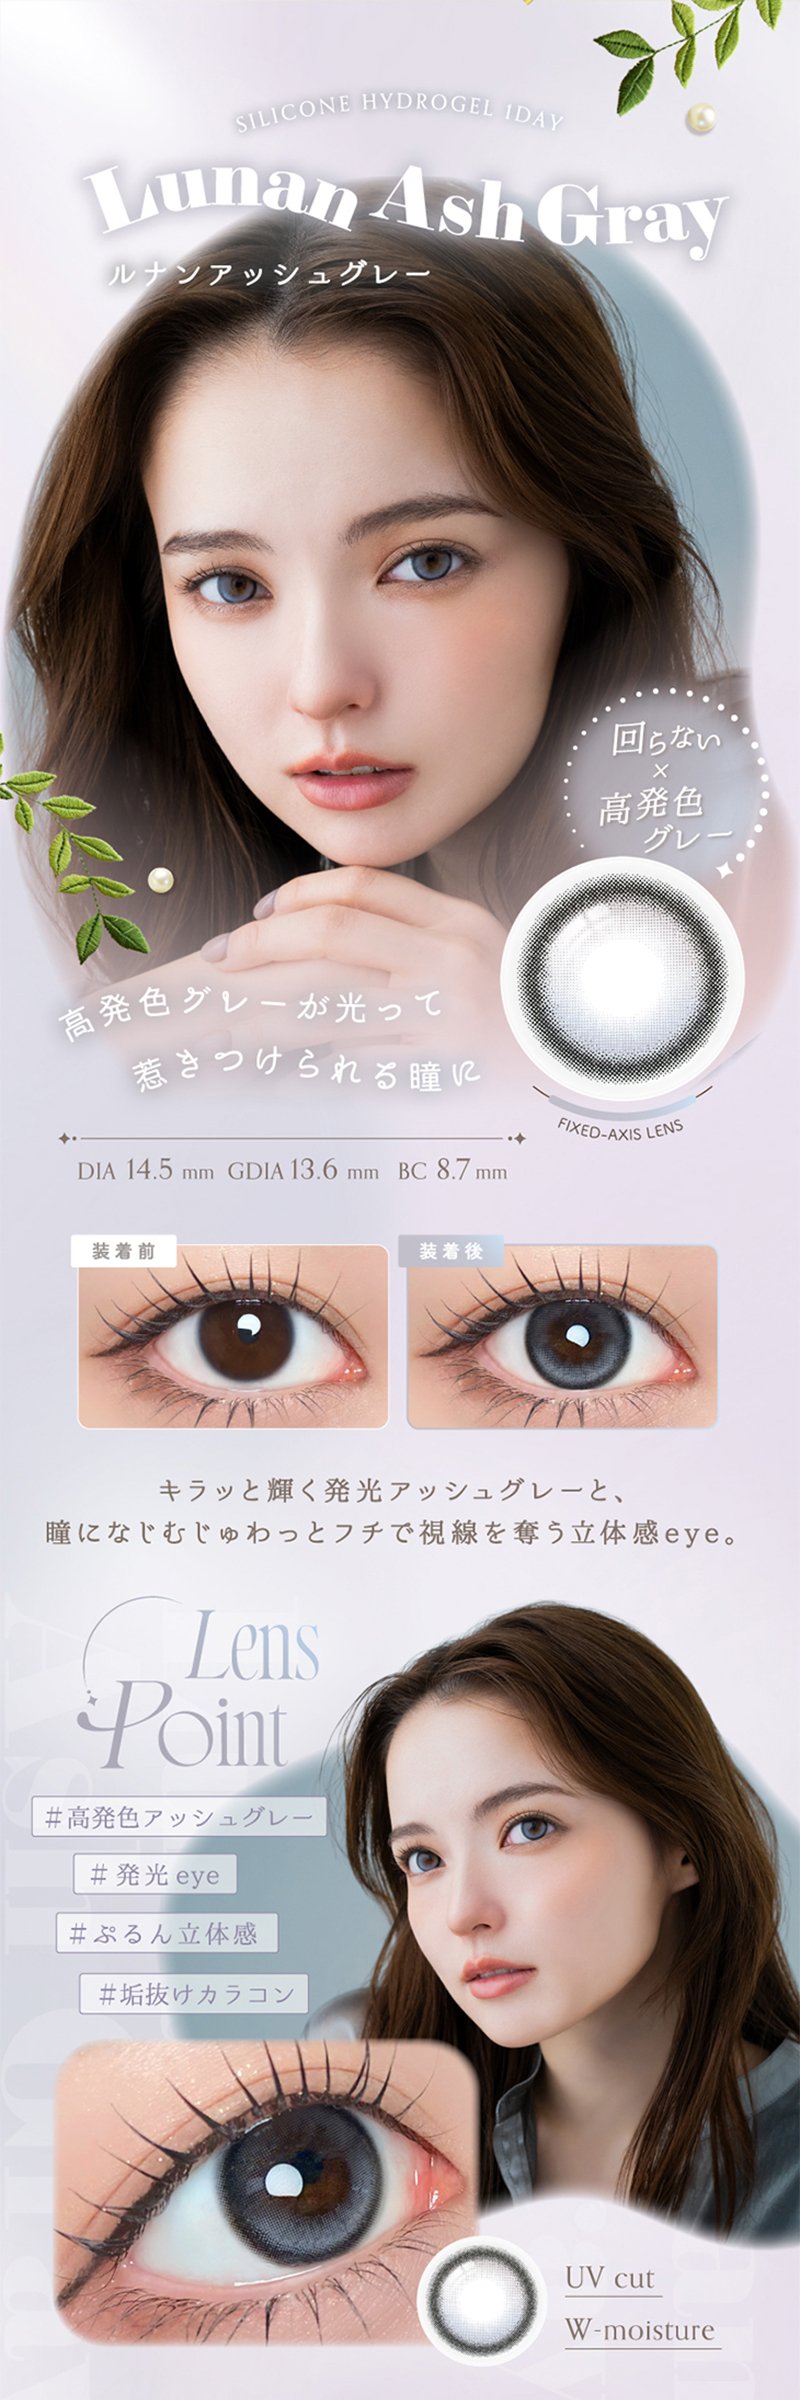 SILICONE HYDROGEL 1DAY
Lunan Ash Gray
ルナンアッシュグレー
回らない
×
高発色
グレー
高発色グレーが光って
惹きつけられる瞳に
FIXED-AXIS LENS
DIA 14.5 mm GDIA 13.6 mm BC 8.7 mm
装着前
装着後
キラッと輝く発光アッシュグレーと、
瞳になじむじゅわっとフチで視線を奪う立体感eye。
Lens
Point
#高発色アッシュグレー
#発光eye
#ぷるん立体感
#垢抜けカラコン
UV cut
W-moisture